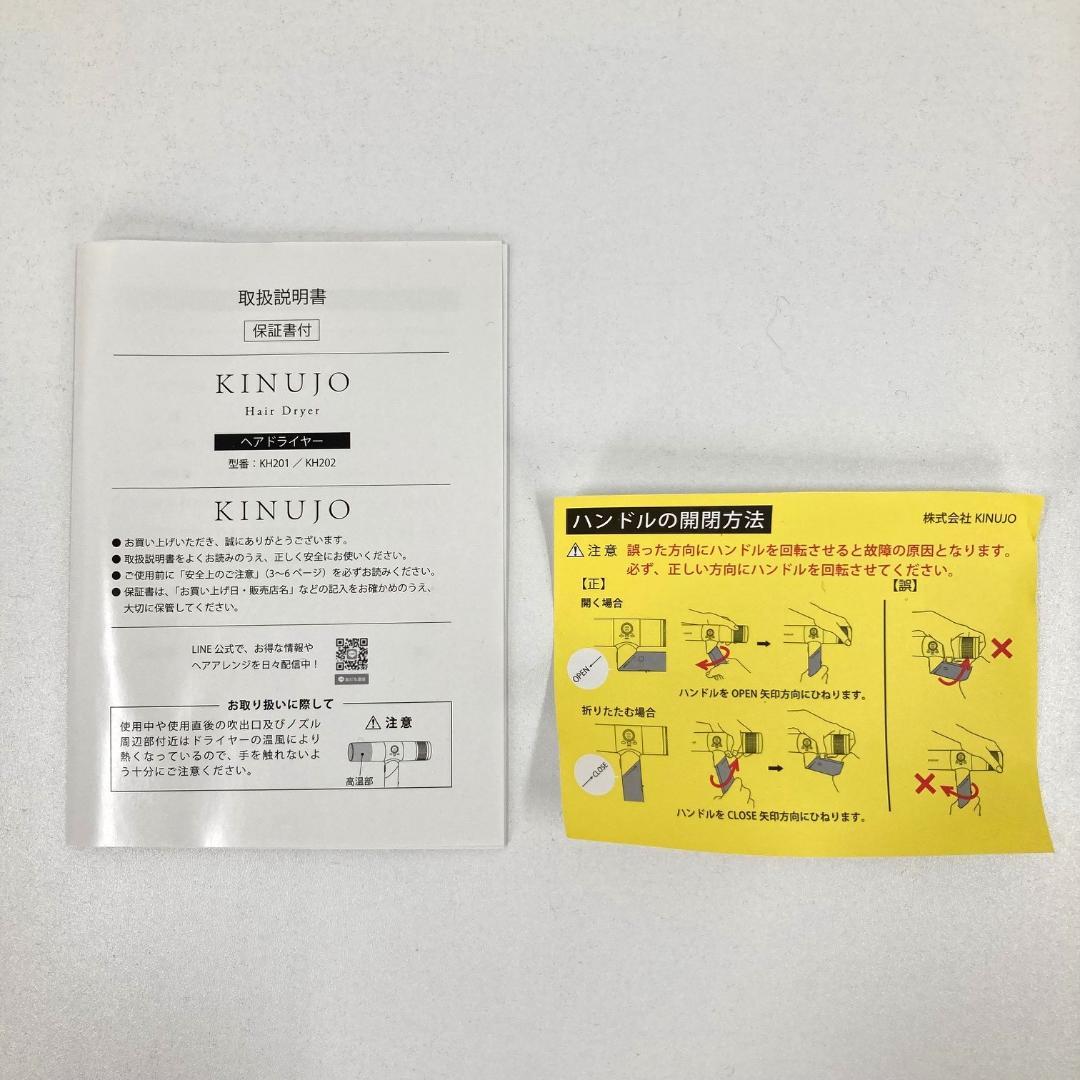 取扱説明書
保証書付
KINUJO
Hair Dryer
ヘアドライヤー
型番：KH201 ／ KH202
KINUJO
● お買い上げいただき、誠にありがとうございます。
● 取扱説明書をよくお読みのうえ、正しく安全にお使いください。
● ご使用前に「安全上のご注意」（3～6 ページ）を必ずお読みください。
● 保証書は、「お買い上げ日・販売店名」などの記入をお確かめのうえ、
大切に保管してください。
LINE 公式で、お得な情報や
ヘアアレンジを日々配信中！
お取り扱いに際して
使用中や使用直後の吹出口及びノズル
周辺部付近はドライヤーの温風により
熱くなっているので、手を触れないよ
う十分にご注意ください。
注意
高温部
ハンドルの開閉方法
株式会社 KINUJO
注意 誤った方向にハンドルを回転させると故障の原因となります。
必ず、正しい方向にハンドルを回転させてください。
【正】
【誤】
開く場合
OPEN
ハンドルを OPEN 矢印方向にひねります。
折りたたむ場合
CLOSE
ハンドルを CLOSE 矢印方向にひねります。